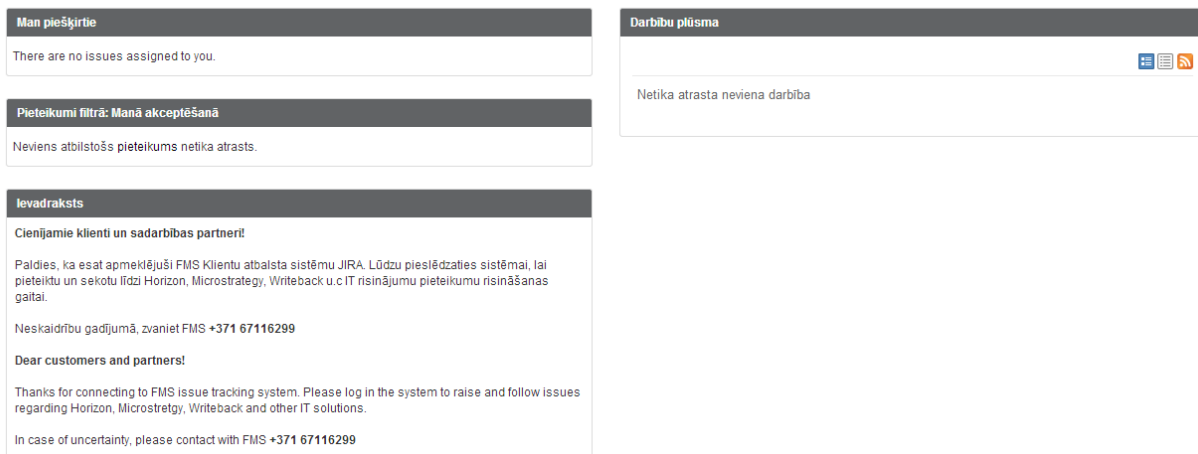 Man piešķirtie
There are no issues assigned to you.
Pieteikumi filtrā: Manā akceptēšanā
Neviens atbilstošs pieteikums netika atrasts.
Ievadraksts
Cienījamie klienti un sadarbības partneri!
Paldies, ka esat apmeklējuši FMS Klientu atbalsta sistēmu JIRA. Lūdzu pieslēdzaties sistēmai, lai
pieteiktu un sekotu līdzi Horizon, Microstrategy, Writeback u.c IT risinājumu pieteikumu risināšanas
gaitai.
Neskaidrību gadījumā, zvaniet FMS +371 67116299
Dear customers and partners!
Thanks for connecting to FMS issue tracking system. Please log in the system to raise and follow issues
regarding Horizon, Microstretgy, Writeback and other IT solutions.
In case of uncertainty, please contact with FMS +371 67116299
Darbību plūsma
Netika atrasta neviena darbība